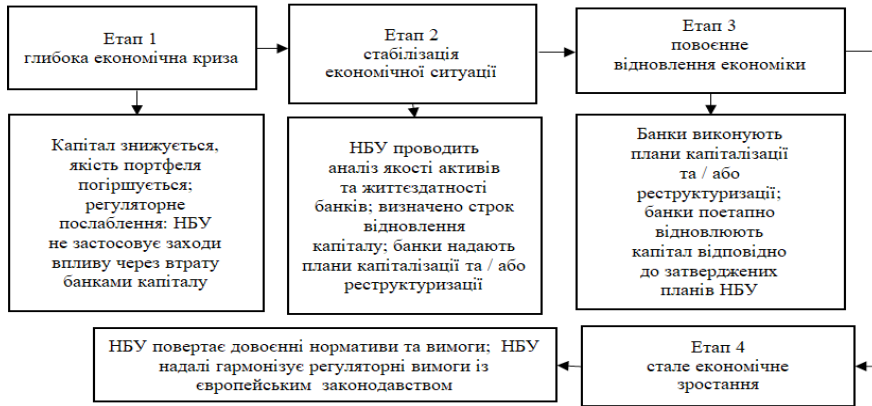 Етап 1
глибока економічна криза
Етап 2
стабілізація
економічної ситуації
Етап 3
повоєнне
відновлення економіки
Капітал знижується,
якість портфеля
погіршується;
регуляторне
послаблення: НБУ
не застосовує заходи
впливу через втрату
банками капіталу
НБУ проводить
аналіз якості активів
та життєздатності
банків; визначено строк
відновлення
капіталу; банки надають
плани капіталізації та / або
реструктуризації
Банки виконують
плани капіталізації
та / або
реструктуризації;
банки поетапно
відновлюють
капітал відповідно
до затверджених
планів НБУ
Етап 4
стале економічне
зростання
НБУ повертає довоєнні нормативи та вимоги; НБУ
надалі гармонізує регуляторні вимоги із
європейським законодавством